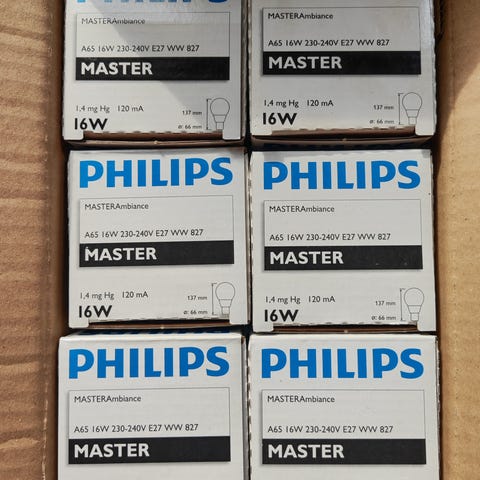 PHILIPS
MASTERAmbiance
A65 16W 230-240V E27 WW 827
MASTER
1,4 mg Hg 120 mA
137 mm
16W
ø: 66 mm
MASTERAmbiance
A65 16W 230-240V E27 WW 827
MASTER
1,4 mg Hg 120 mA
137 mm
16W
ø: 66 mm
PHILIPS
MASTERAmbiance
A65 16W 230-240V E27 WW 827
MASTER
1,4 mg Hg 120 mA
137 mm
16W
ø: 66 mm
PHILIPS
MASTERAmbiance
A65 16W 230-240V E27 WW 827
MASTER
1,4 mg Hg 120 mA
137 mm
16W
ø: 66 mm
PHILIPS
MASTERAmbiance
A65 16W 230-240V E27 WW 827
MASTER
PHILIPS
MASTERAmbiance
A65 16W 230-240V E27 WW 827
MASTER